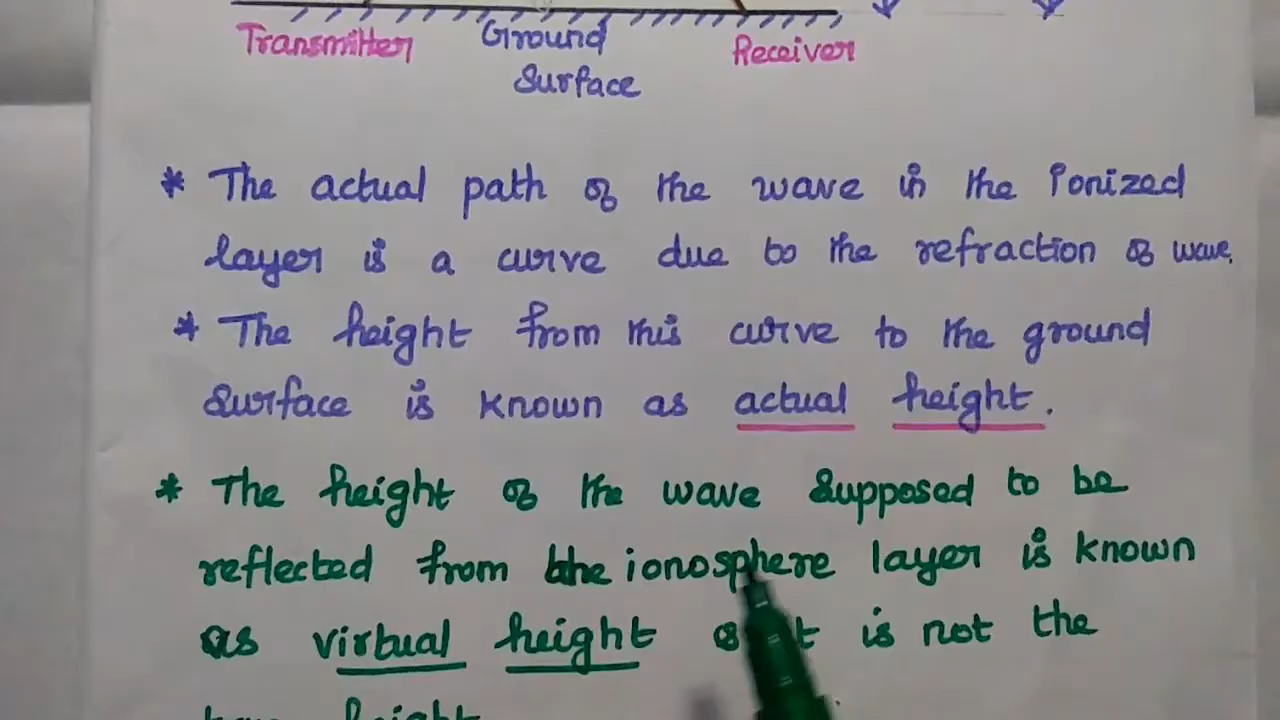 Transmitter Ground Receiver
Surface
* The actual path of the wave in the ionized
layer is a curve due to the refraction of wave.
* The height from this curve to the ground
surface is known as actual height.
* The height of the wave supposed to be
reflected from the ionosphere layer is known
as virtual height is not the
height